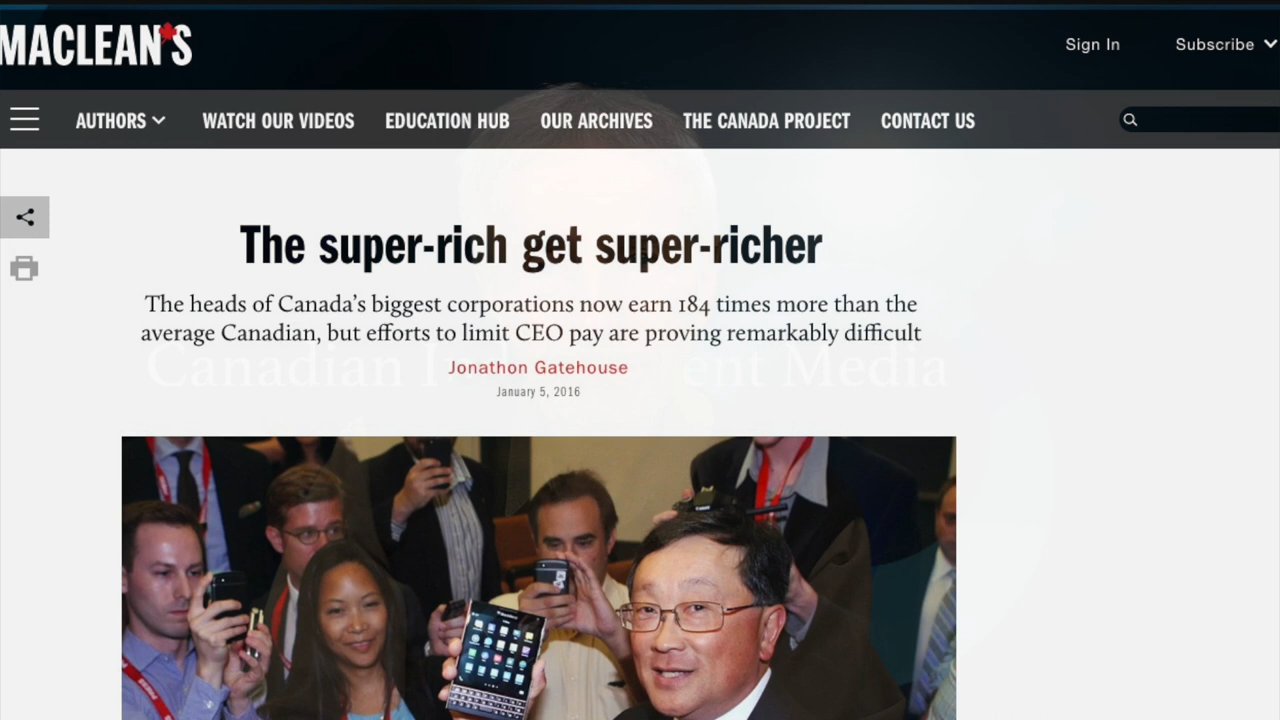 MACLEAN'S
Sign In
Subscribe
AUTHORS
WATCH OUR VIDEOS
EDUCATION HUB
OUR ARCHIVES
THE CANADA PROJECT
CONTACT US
The super-rich get super-richer
The heads of Canada's biggest corporations now earn 184 times more than the
average Canadian, but efforts to limit CEO pay are proving remarkably difficult
Canadian Media
Jonathon Gatehouse
January 5, 2016